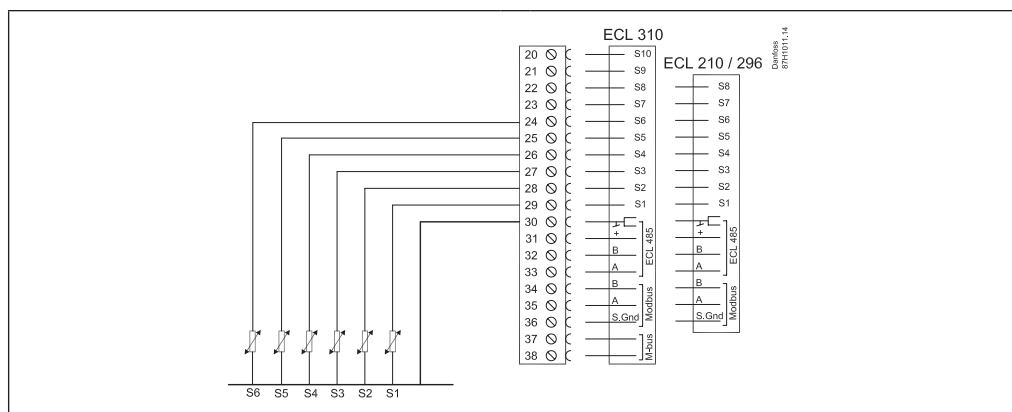 ECL 310
ECL 210 / 296
Danfoss
87H1011.14
20 S10
21 S9
22 S8 S8
23 S7 S7
24 S6 S6
25 S5 S5
26 S4 S4
27 S3 S3
28 S2 S2
29 S1 S1
30
31 + +
32 B B
33 A A
ECL 485 ECL 485
34 B B
35 A A
36 S.Gnd S.Gnd
Modbus Modbus
37
38
M-bus
S6 S5 S4 S3 S2 S1